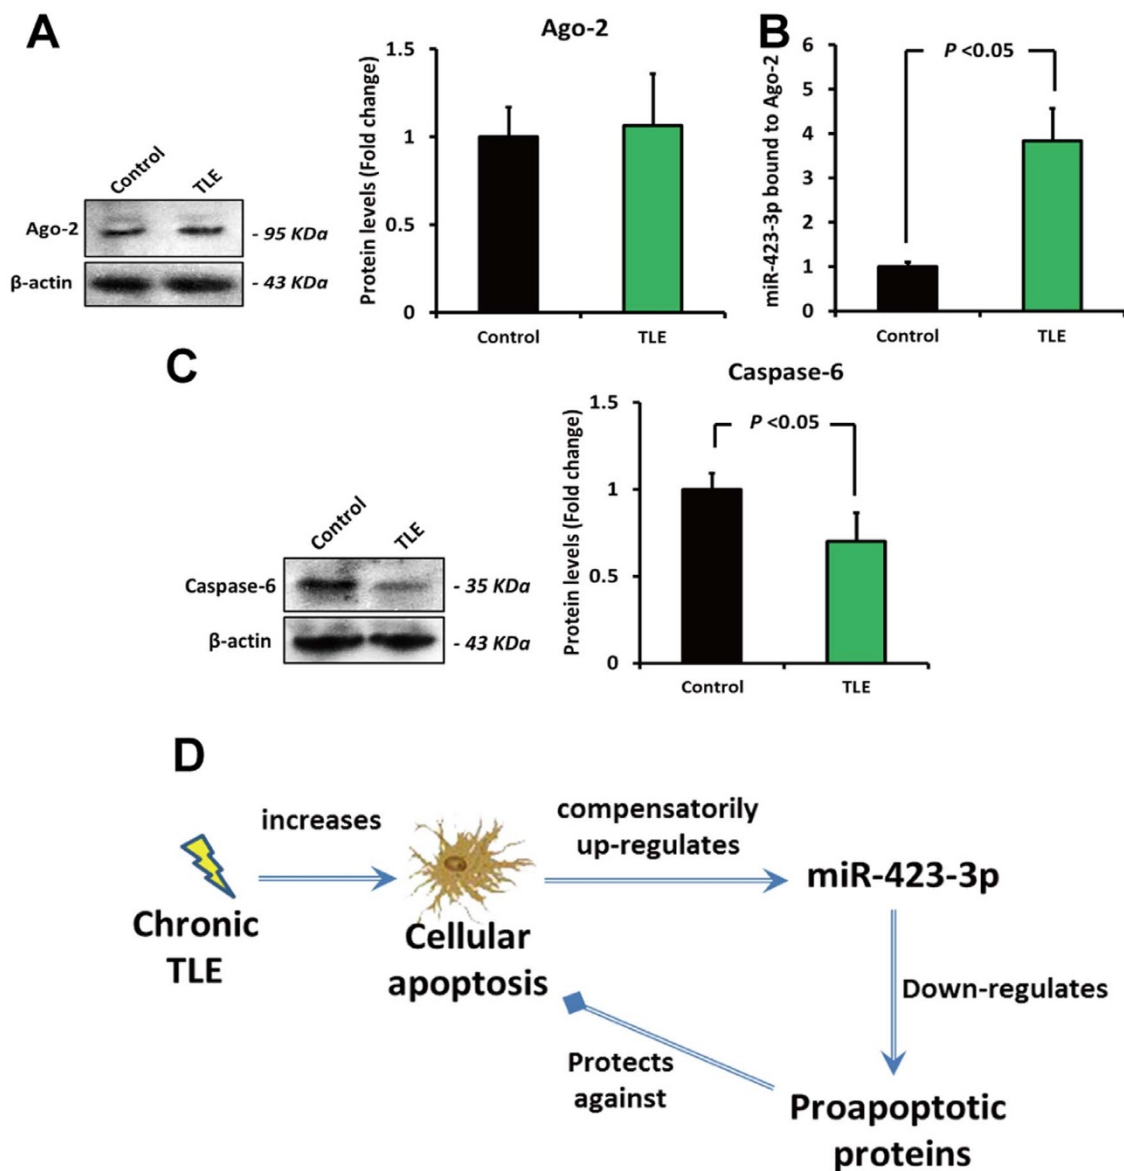 A
Control
TLE
Ago-2
- 95 KDa
β-actin
- 43 KDa
Ago-2
Protein levels (Fold change)
1.5
1
0.5
0
Control
TLE
B
miR-423-3p bound to Ago-2
6
5
4
3
2
1
0
P <0.05
Control
TLE
C
Control
TLE
Caspase-6
- 35 KDa
β-actin
- 43 KDa
Caspase-6
Protein levels (Fold change)
1.5
1
0.5
0
P <0.05
Control
TLE
D
Chronic
TLE
increases
Cellular
apoptosis
compensatorily
up-regulates
miR-423-3p
Down-regulates
Proapoptotic
proteins
Protects
against